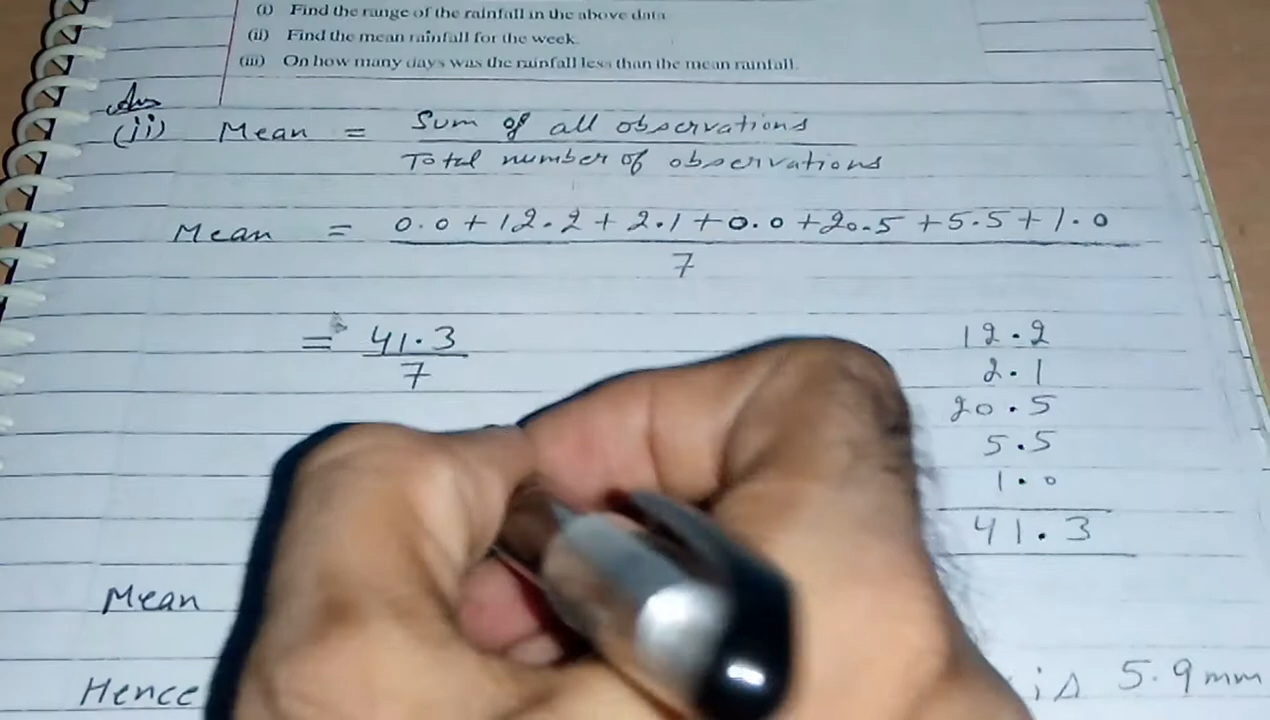 (i) Find the range of the rainfall in the above data
(ii) Find the mean rainfall for the week.
(iii) On how many days was the rainfall less than the mean rainfall.
Ans
(ii) Mean = Sum of all observations
Total number of observations
Mean = 0.0 + 12.2 + 2.1 + 0.0 + 20.5 + 5.5 + 1.0
7
= 41.3
7
12.2
2.1
20.5
5.5
1.0
41.3
Mean
Hence is 5.9 mm